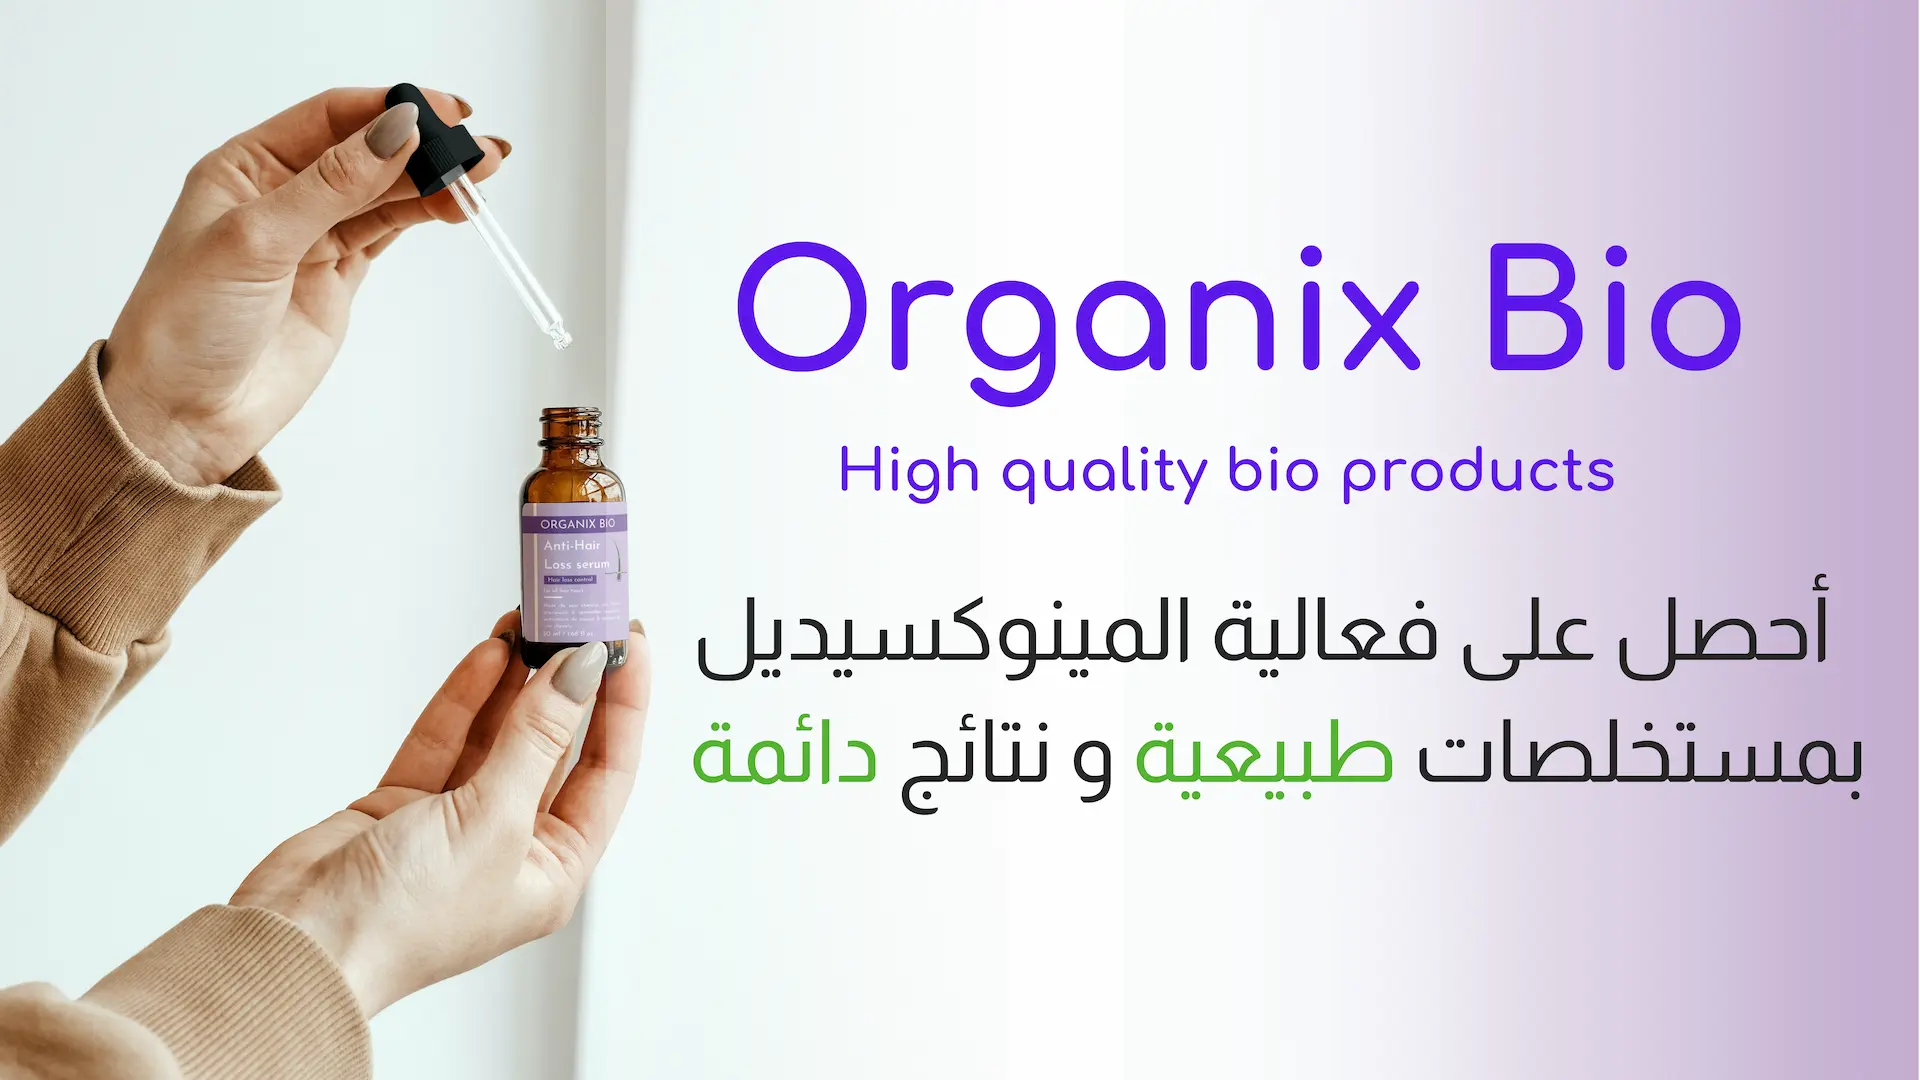 Organix Bio
High quality bio products
أحصل على فعالية المينوكسيديل
بمستخلصات طبيعية و نتائج دائمة
ORGANIX BIO
Anti-Hair
Loss serum
Hair loss control